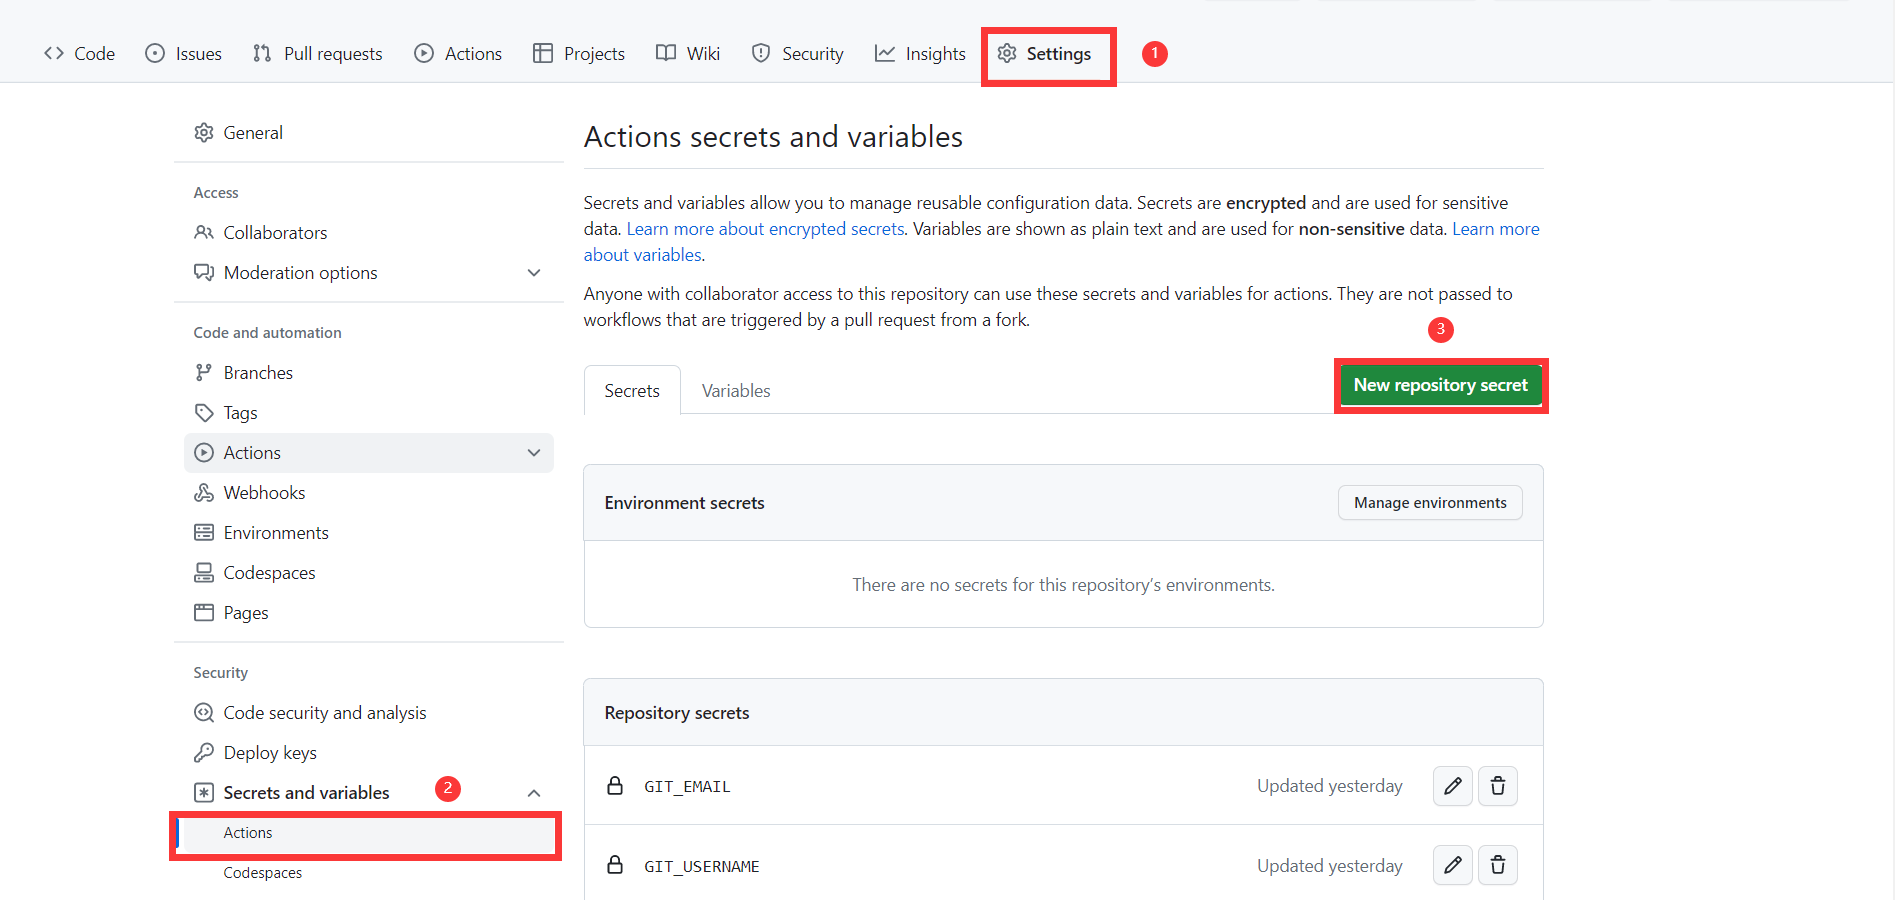 Code Issues Pull requests Actions Projects Wiki Security Insights Settings 1
General
Access
Collaborators
Moderation options
Code and automation
Branches
Tags
Actions
Webhooks
Environments
Codespaces
Pages
Security
Code security and analysis
Deploy keys
Secrets and variables 2
Actions
Codespaces
Actions secrets and variables
Secrets and variables allow you to manage reusable configuration data. Secrets are encrypted and are used for sensitive
data. Learn more about encrypted secrets. Variables are shown as plain text and are used for non-sensitive data. Learn more
about variables.
Anyone with collaborator access to this repository can use these secrets and variables for actions. They are not passed to
workflows that are triggered by a pull request from a fork.
3
Secrets Variables New repository secret
Environment secrets Manage environments
There are no secrets for this repository’s environments.
Repository secrets
GIT_EMAIL Updated yesterday
GIT_USERNAME Updated yesterday